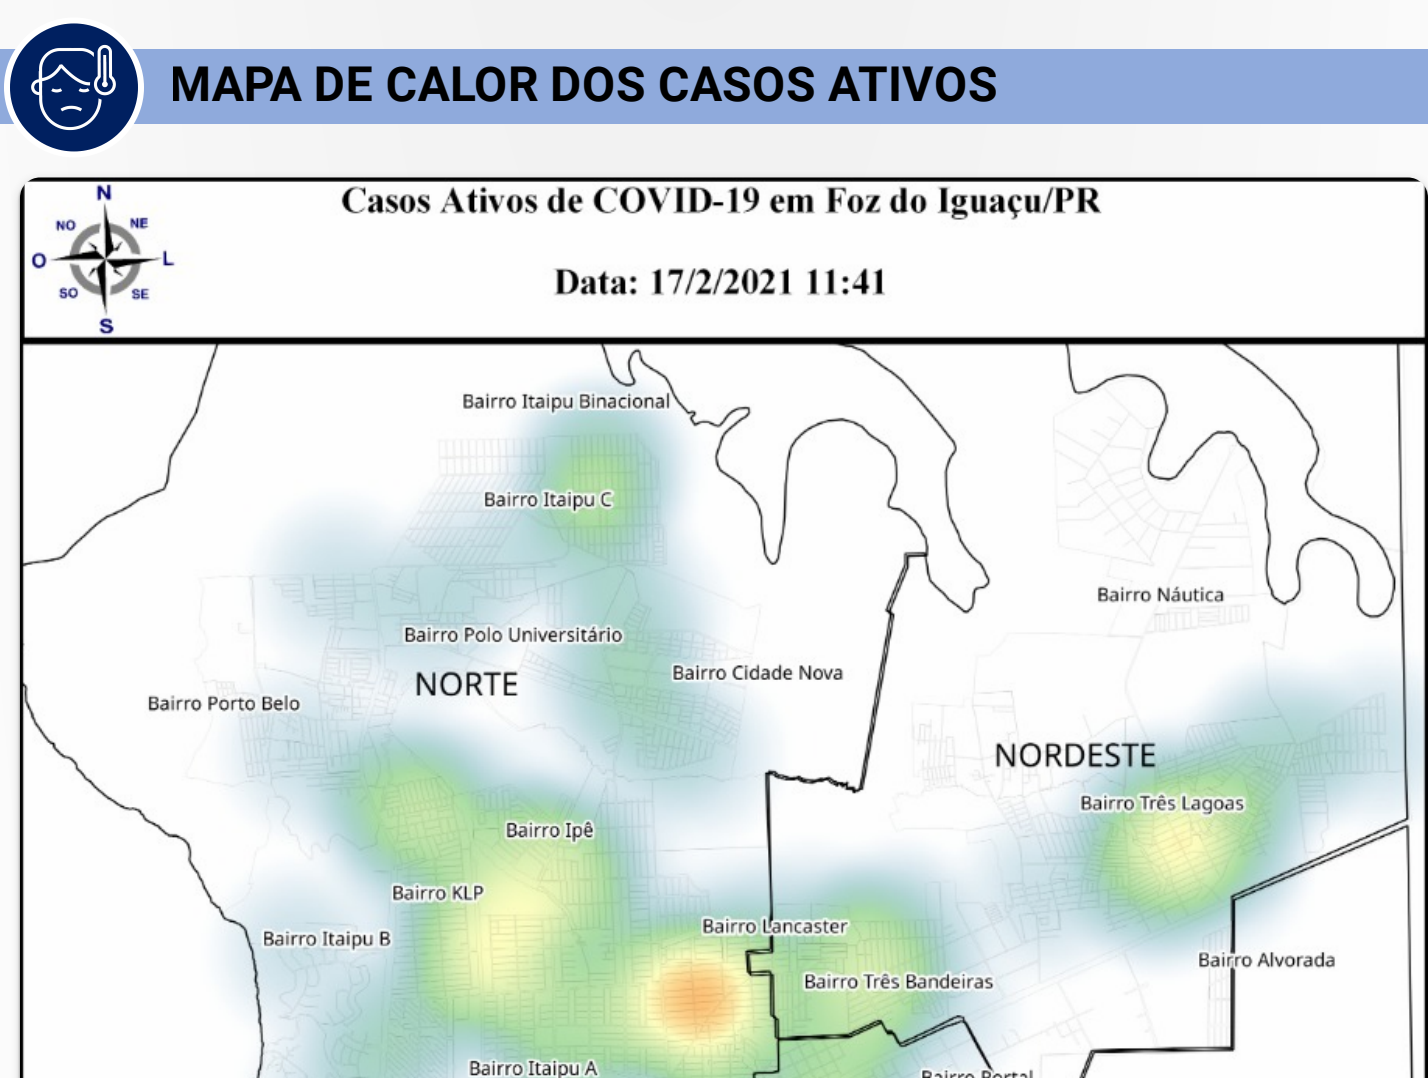 MAPA DE CALOR DOS CASOS ATIVOS
Casos Ativos de COVID-19 em Foz do Iguaçu/PR
Data: 17/2/2021 11:41
N
NO
NE
O
L
SO
SE
S
Bairro Itaipu Binacional
Bairro Itaipu C
Bairro Náutica
Bairro Polo Universitário
Bairro Cidade Nova
NORTE
Bairro Porto Belo
NORDESTE
Bairro Três Lagoas
Bairro Ipê
Bairro KLP
Bairro Lancaster
Bairro Itaipu B
Bairro Alvorada
Bairro Três Bandeiras
Bairro Itaipu A
Bairro Portal